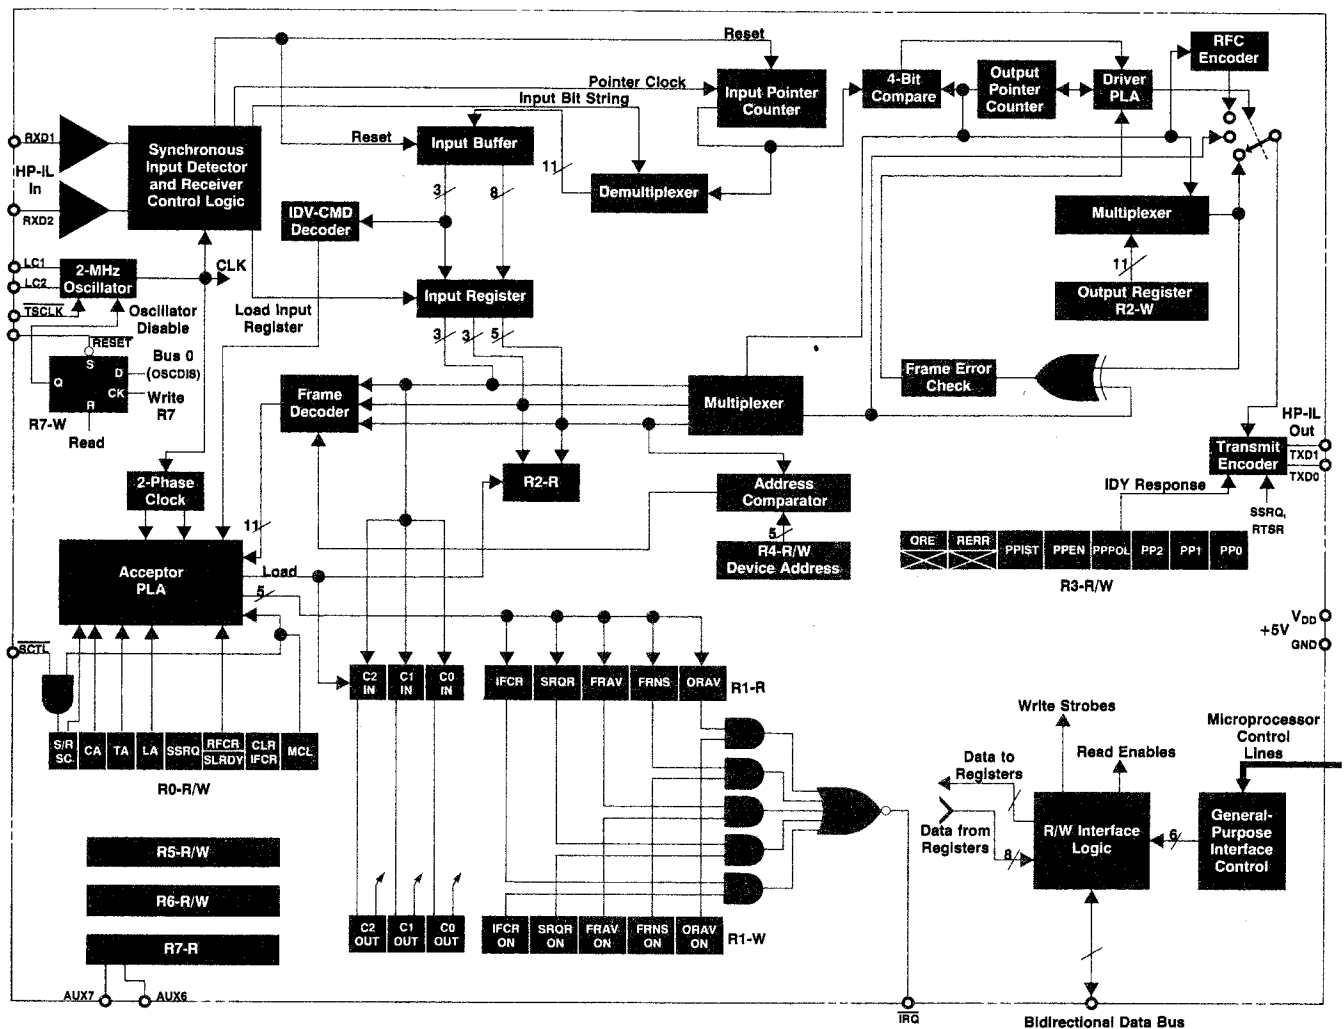 Reset
RFC
Encoder
Pointer Clock
Input Bit String
Input Pointer
Counter
4-Bit
Compare
Output
Pointer
Counter
Driver
PLA
RXD1
HP-IL
In
RXD2
Synchronous
Input Detector
and Receiver
Control Logic
Reset
Input Buffer
11
Demultiplexer
3
8
IDV-CMD
Decoder
Multiplexer
11
Output Register
R2-W
LC1
LC2
2-MHz
Oscillator
CLK
TSCLK
Oscillator
Disable
Load Input
Register
Input Register
3
3
5
RESET
S
D
Q
CK
R
Bus 0
(OSCDIS)
Write
R7
R7-W
Read
Frame
Decoder
Multiplexer
Frame Error
Check
HP-IL
Out
TXD1
TXD0
Transmit
Encoder
2-Phase
Clock
R2-R
Address
Comparator
5
R4-R/W
Device Address
IDY Response
SSRQ,
RTSR
ORE
RERR
PPIST
PPEN
PPPOL
PP2
PP1
PP0
R3-R/W
11
Acceptor
PLA
Load
5
VDD
+5V
GND
SCTL
C2
IN
C1
IN
C0
IN
IFCR
SRQR
FRAV
FRNS
ORAV
R1-R
S/R
SC.
CA
TA
LA
SSRQ
RFCR
SLRDY
CLR
IFCR
MCL
R0-R/W
Write Strobes
Read Enables
Microprocessor
Control
Lines
Data to
Registers
Data from
Registers
8
R/W Interface
Logic
6
General-
Purpose
Interface
Control
R5-R/W
R6-R/W
R7-R
C2
OUT
C1
OUT
C0
OUT
IFCR
ON
SRQR
ON
FRAV
ON
FRNS
ON
ORAV
ON
R1-W
AUX7
AUX6
IRQ
Bidirectional Data Bus